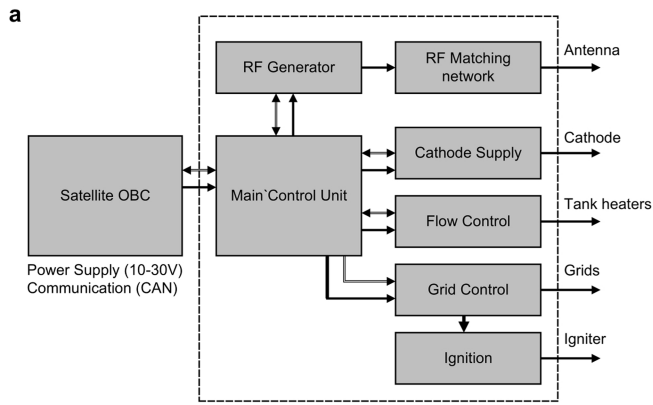 a
RF Generator
RF Matching
network
Antenna
Satellite OBC
Main`Control Unit
Cathode Supply
Cathode
Flow Control
Tank heaters
Power Supply (10-30V)
Communication (CAN)
Grid Control
Grids
Ignition
Igniter